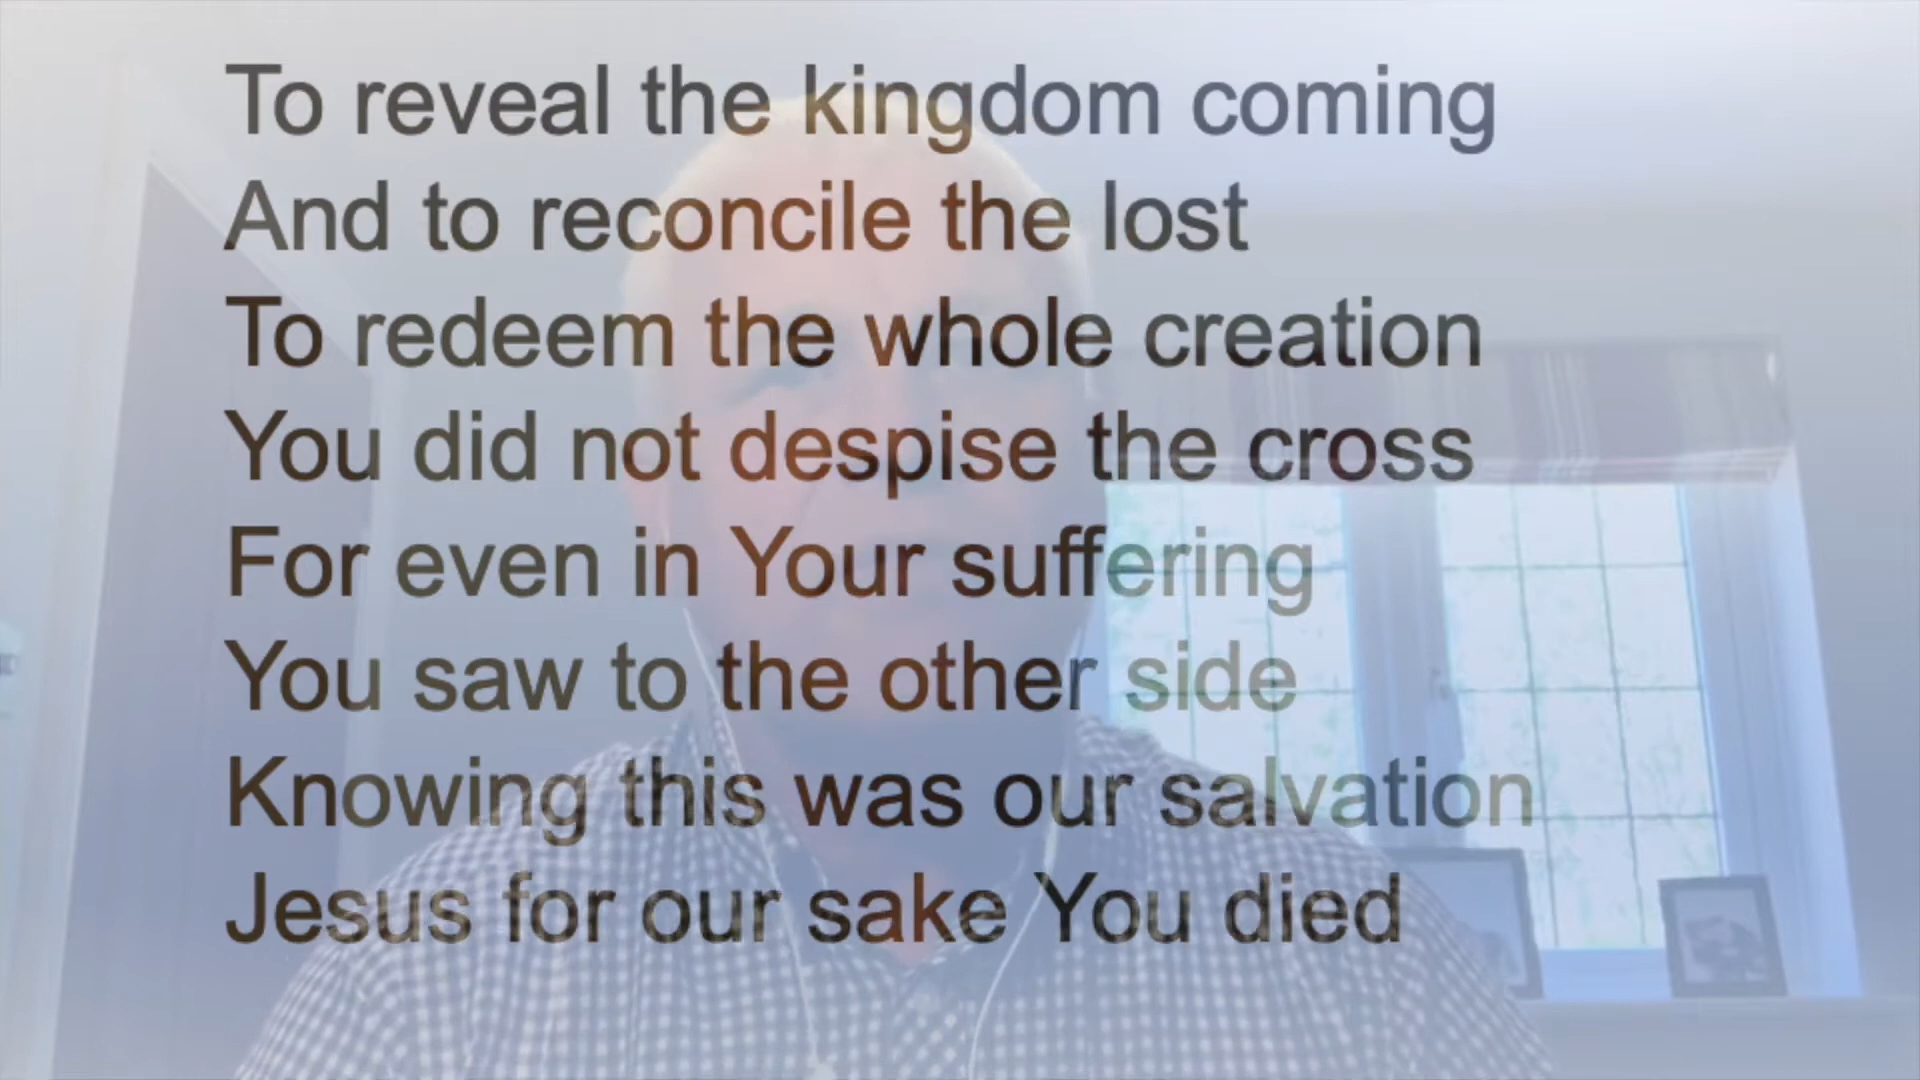 To reveal the kingdom coming
And to reconcile the lost
To redeem the whole creation
You did not despise the cross
For even in Your suffering
You saw to the other side
Knowing this was our salvation
Jesus for our sake You died